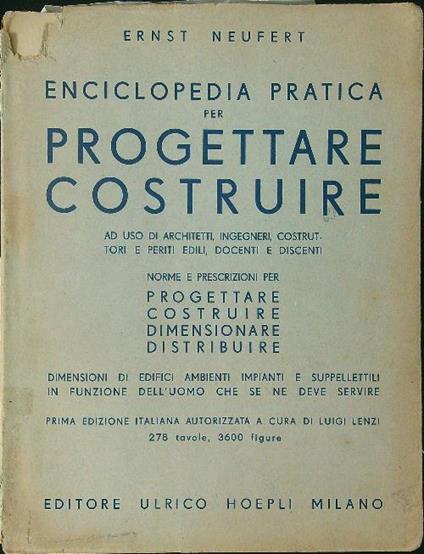 ERNST NEUFERT
ENCICLOPEDIA PRATICA
PER
PROGETTARE
COSTRUIRE
AD USO DI ARCHITETTI, INGEGNERI, COSTRUT-
TORI E PERITI EDILI, DOCENTI E DISCENTI
NORME E PRESCRIZIONI PER
PROGETTARE
COSTRUIRE
DIMENSIONARE
DISTRIBUIRE
DIMENSIONI DI EDIFICI AMBIENTI IMPIANTI E SUPPELLETTILI
IN FUNZIONE DELL'UOMO CHE SE NE DEVE SERVIRE
PRIMA EDIZIONE ITALIANA AUTORIZZATA A CURA DI LUIGI LENZI
278 tavole, 3600 figure
EDITORE ULRICO HOEPLI MILANO